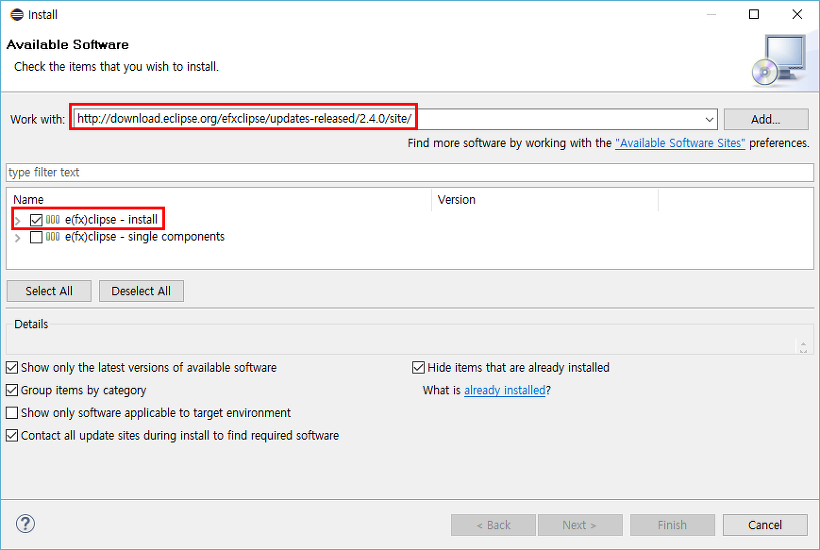 Install
Available Software
Check the items that you wish to install.
Work with: http://download.eclipse.org/efxclipse/updates-released/2.4.0/site/ Add...
Find more software by working with the "Available Software Sites" preferences.
type filter text
Name Version
e(fx)clipse - install
e(fx)clipse - single components
Select All Deselect All
Details
Show only the latest versions of available software Hide items that are already installed
Group items by category What is already installed?
Show only software applicable to target environment
Contact all update sites during install to find required software
? < Back Next > Finish Cancel